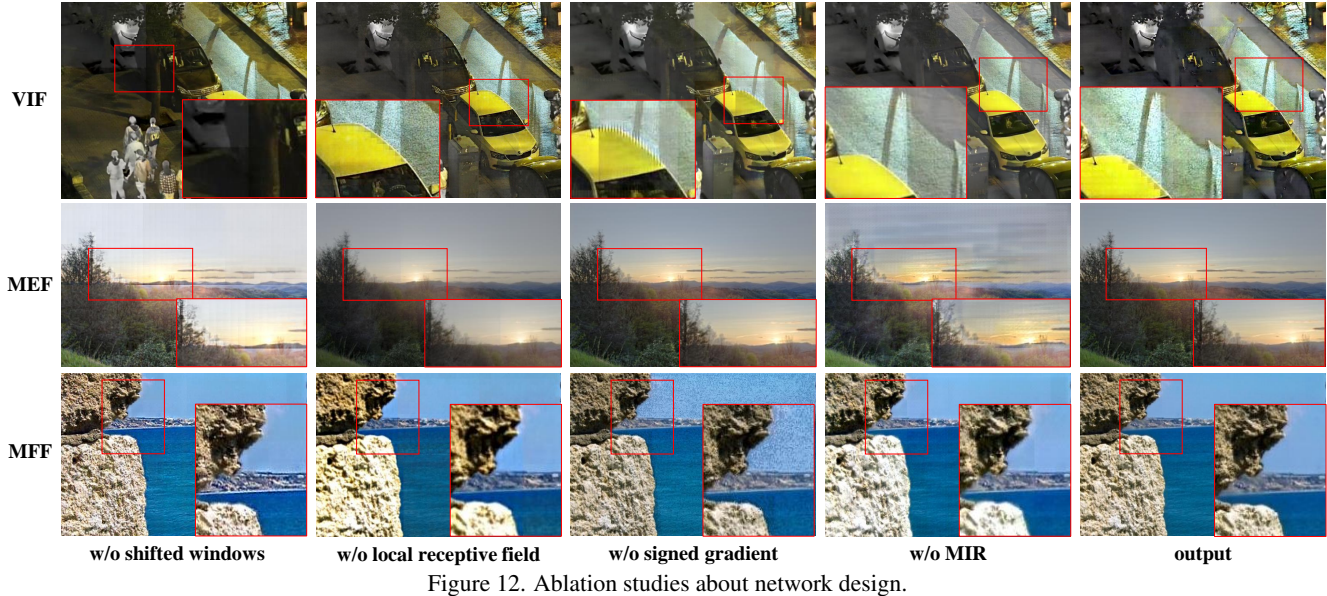 VIF
MEF
MFF
w/o shifted windows
w/o local receptive field
w/o signed gradient
w/o MIR
output
Figure 12. Ablation studies about network design.